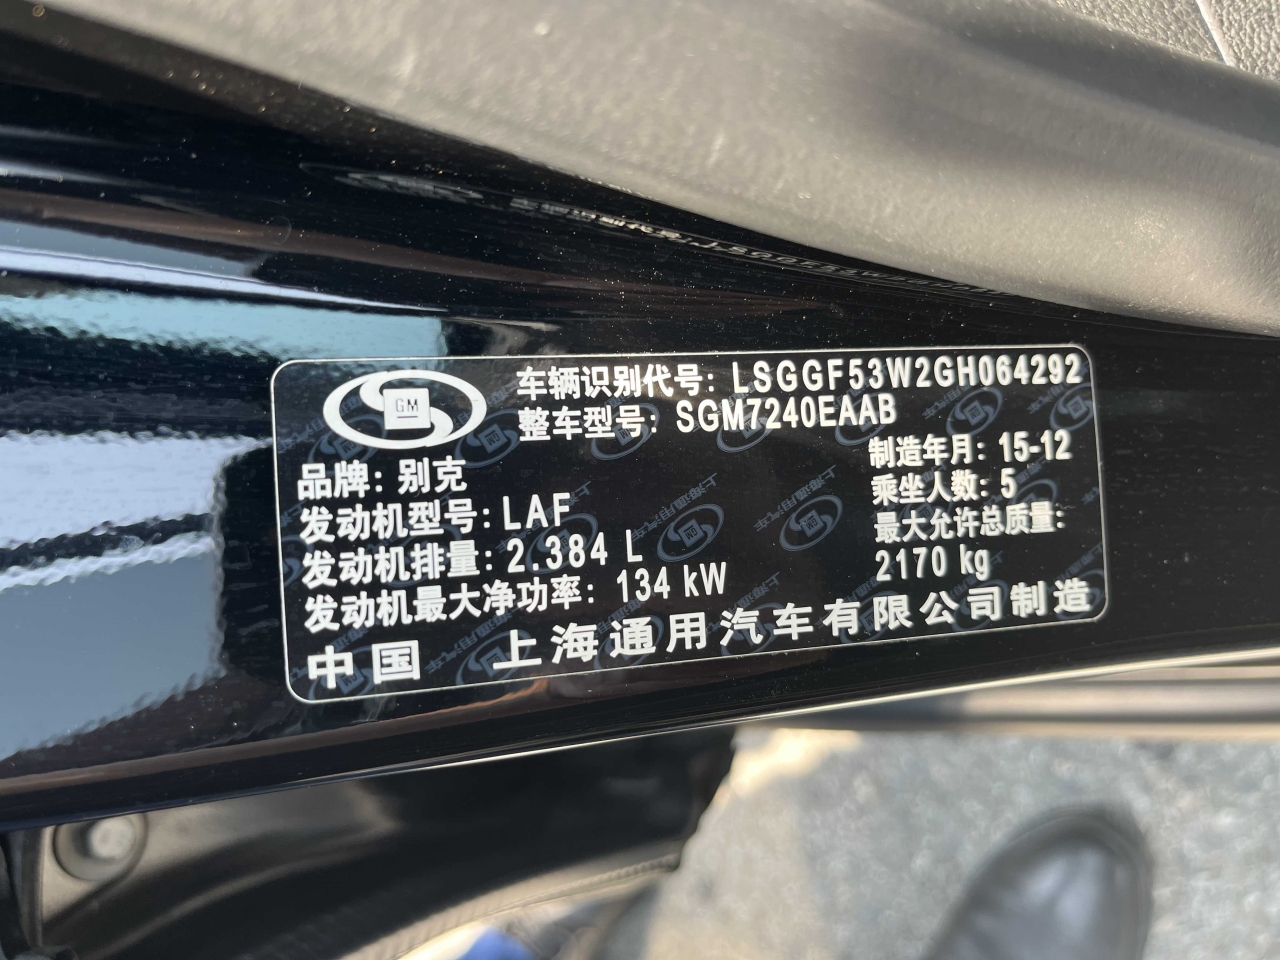 GM
车辆识别代号: LSGGF53W2GH064292
整车型号: SGM7240EAAB
品牌: 别克
制造年月: 15-12
发动机型号: LAF
乘坐人数: 5
发动机排量: 2.384 L
最大允许总质量:
2170 kg
发动机最大净功率: 134 kW
中国 上海通用汽车有限公司制造